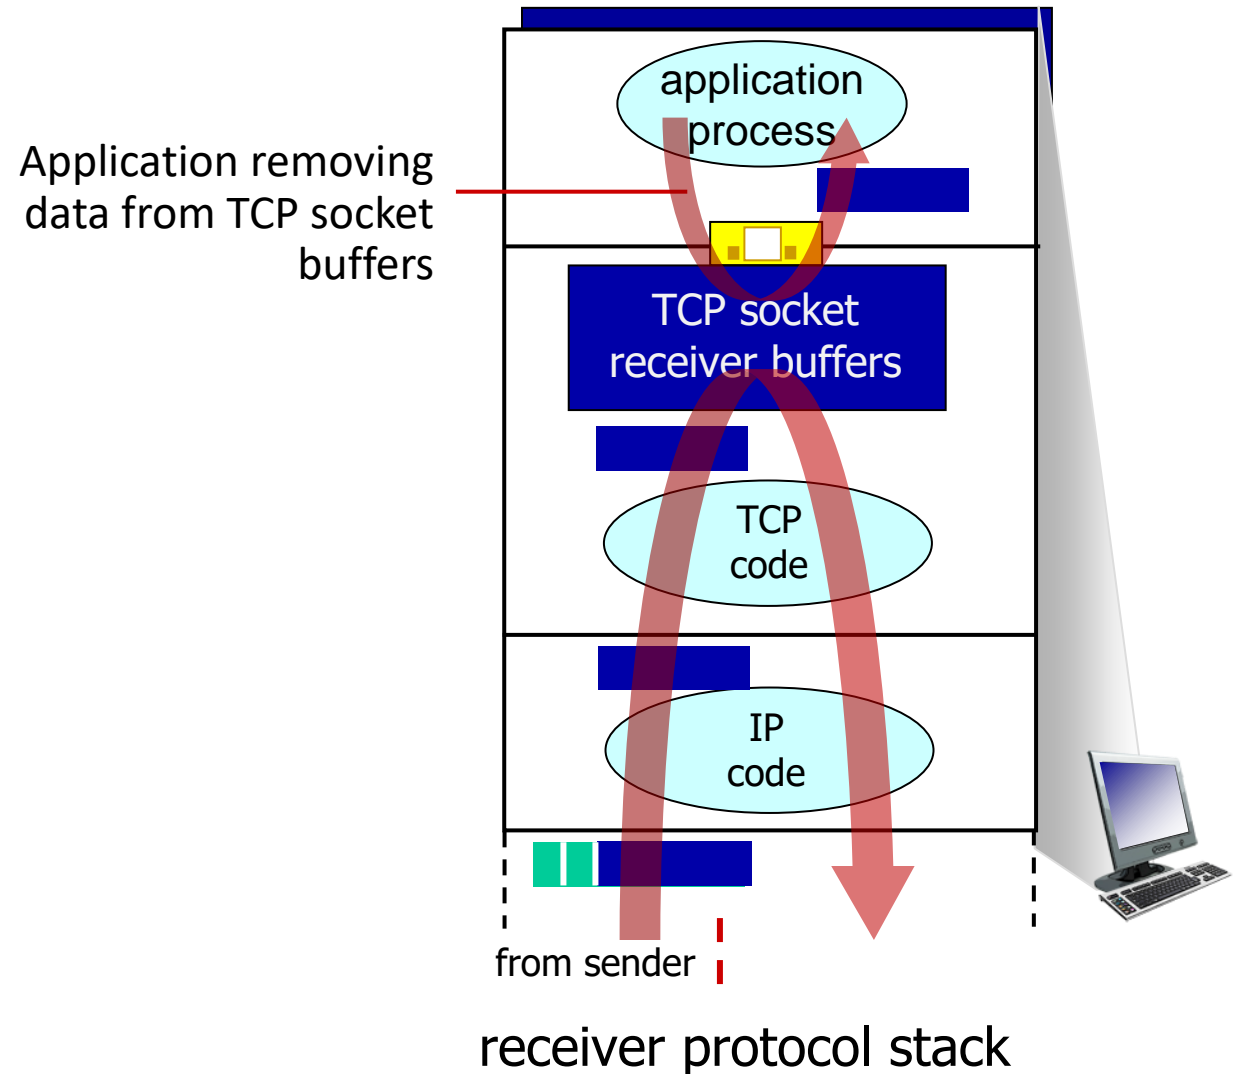 application
process
Application removing
data from TCP socket
buffers
TCP socket
receiver buffers
TCP
code
IP
code
from sender
receiver protocol stack